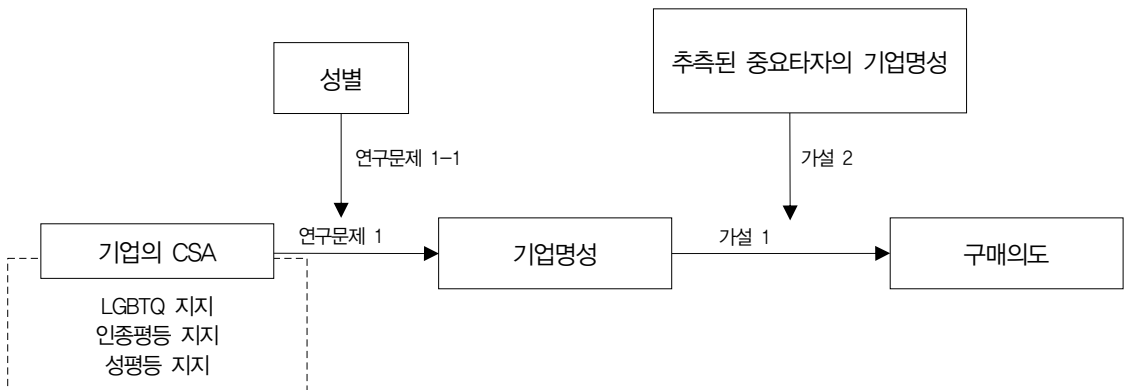 성별
추측된 중요타자의 기업명성
연구문제 1-1
가설 2
기업의 CSA
연구문제 1
기업명성
가설 1
구매의도
LGBTQ 지지
인종평등 지지
성평등 지지